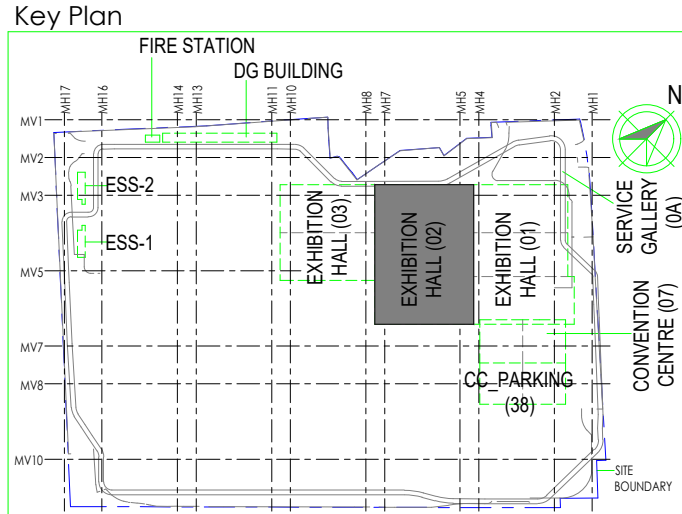 Key Plan
FIRE STATION
DG BUILDING
MH17
MH16
MH14
MH13
MH11
MH10
MH8
MH7
MH5
MH4
MH2
MH1
N
MV1
MV2
MV3
MV5
MV7
MV8
MV10
ESS-2
ESS-1
EXHIBITION
HALL (03)
EXHIBITION
HALL (02)
EXHIBITION
HALL (01)
SERVICE
GALLERY
(0A)
CONVENTION
CENTRE (07)
CC_PARKING
(38)
SITE
BOUNDARY